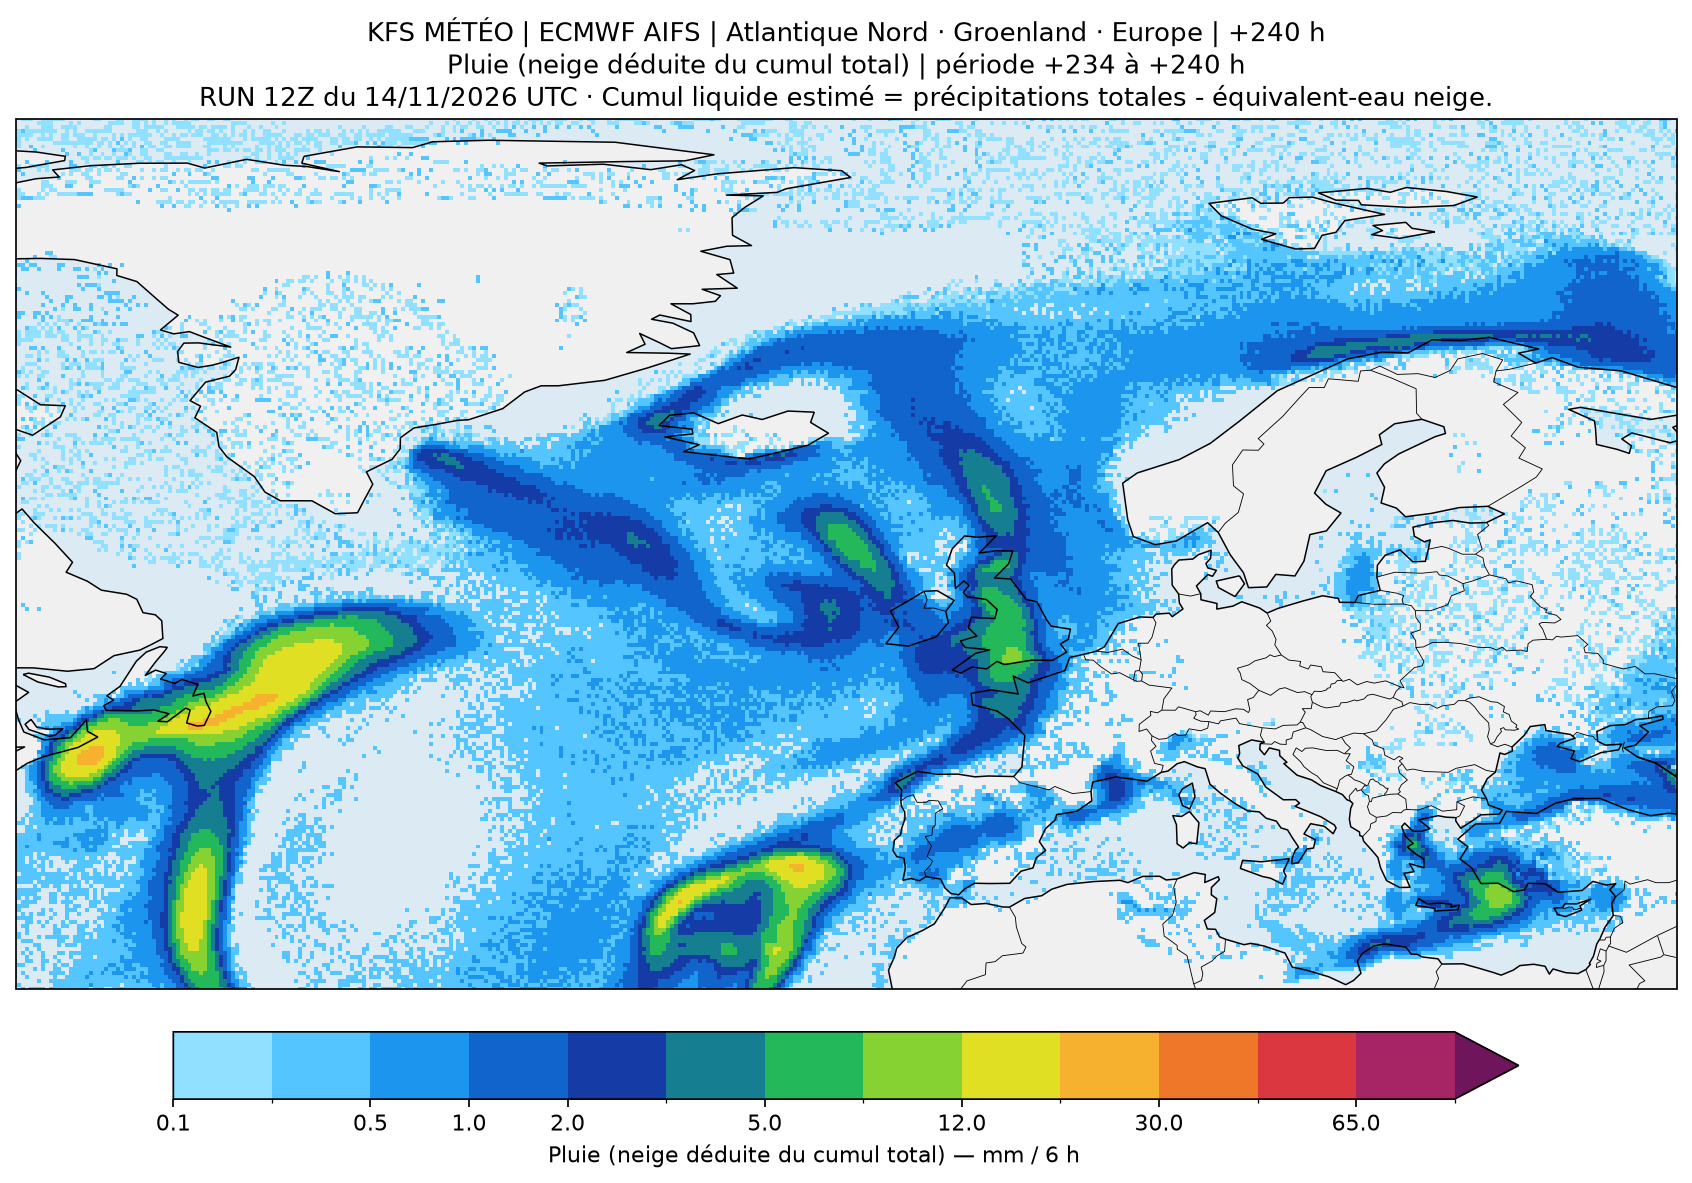 KFS MÉTÉO | ECMWF AIFS | Atlantique Nord · Groenland · Europe | +240 h
Pluie (neige déduite du cumul total) | période +234 à +240 h
RUN 12Z du 14/11/2026 UTC · Cumul liquide estimé = précipitations totales - équivalent-eau neige.
0.1 0.5 1.0 2.0 5.0 12.0 30.0 65.0
Pluie (neige déduite du cumul total) — mm / 6 h